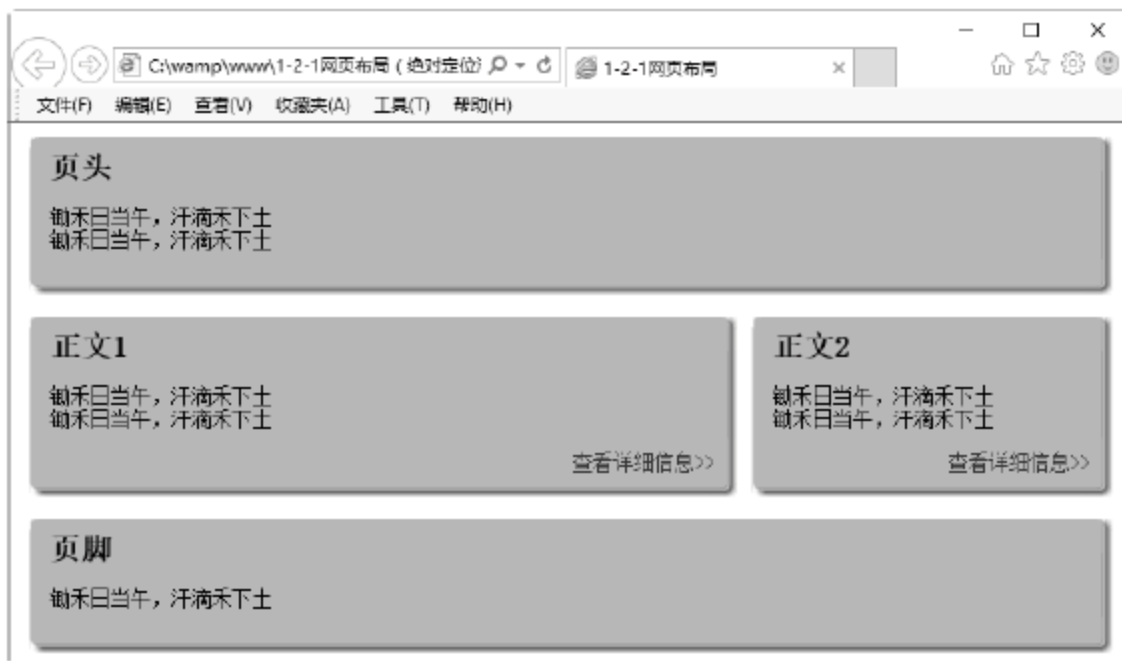 C:\wamp\www\1-2-1网页布局 ( 绝对定位
1-2-1网页布局
文件(F) 编辑(E) 查看(V) 收藏夹(A) 工具(T) 帮助(H)
页头
锄禾日当午，汗滴禾下土
锄禾日当午，汗滴禾下土
正文1
锄禾日当午，汗滴禾下土
锄禾日当午，汗滴禾下土
查看详细信息>>
正文2
锄禾日当午，汗滴禾下土
锄禾日当午，汗滴禾下土
查看详细信息>>
页脚
锄禾日当午，汗滴禾下土